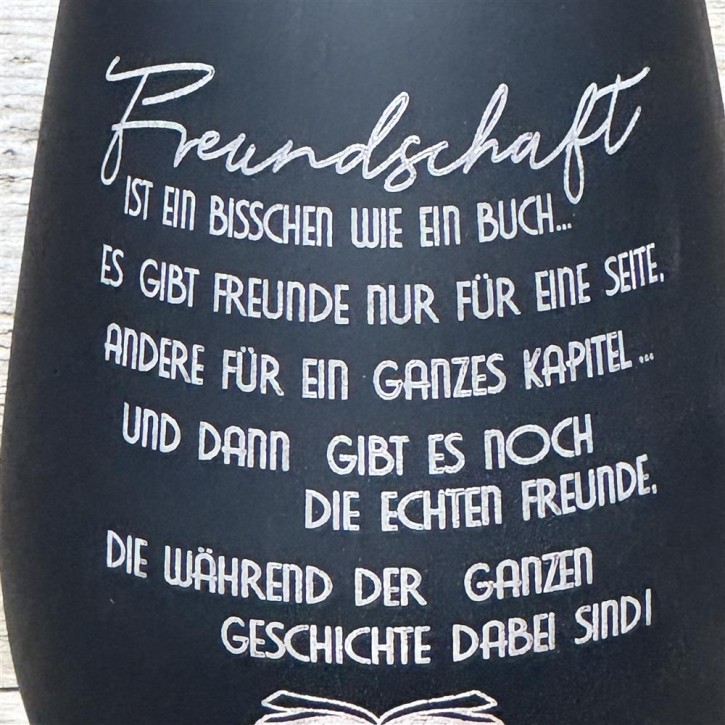 Freundschaft
IST EIN BISSCHEN WIE EIN BUCH...
ES GIBT FREUNDE NUR FÜR EINE SEITE,
ANDERE FÜR EIN GANZES KAPITEL...
UND DANN GIBT ES NOCH
DIE ECHTEN FREUNDE,
DIE WÄHREND DER GANZEN
GESCHICHTE DABEI SIND!